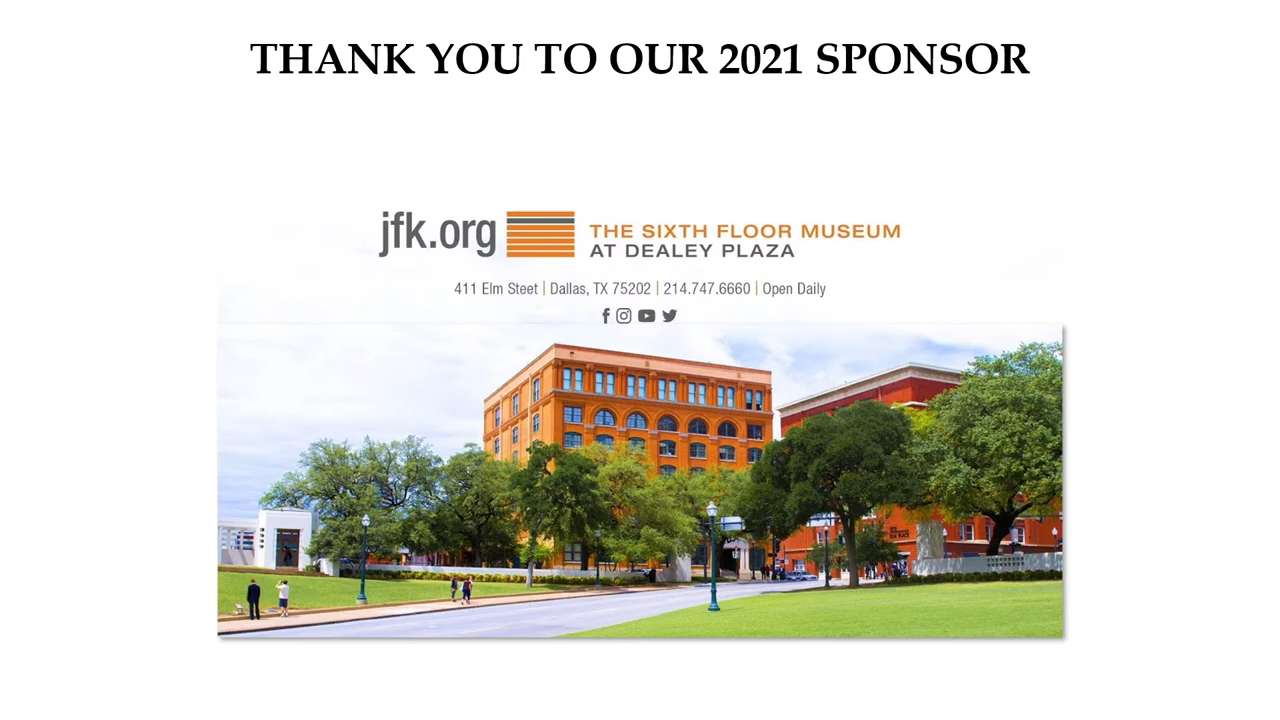 THANK YOU TO OUR 2021 SPONSOR
jfk.org
THE SIXTH FLOOR MUSEUM
AT DEALEY PLAZA
411 Elm Steet | Dallas, TX 75202 | 214.747.6660 | Open Daily